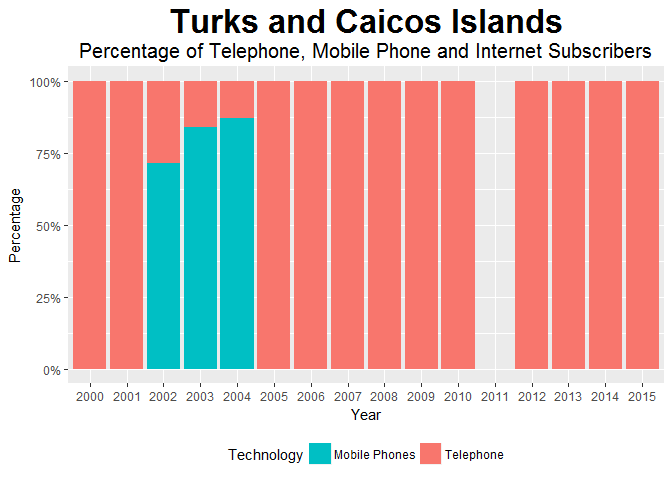 Turks and Caicos Islands
Percentage of Telephone, Mobile Phone and Internet Subscribers
100%
75%
50%
25%
0%
Percentage
2000 2001 2002 2003 2004 2005 2006 2007 2008 2009 2010 2011 2012 2013 2014 2015
Year
Technology Mobile Phones Telephone